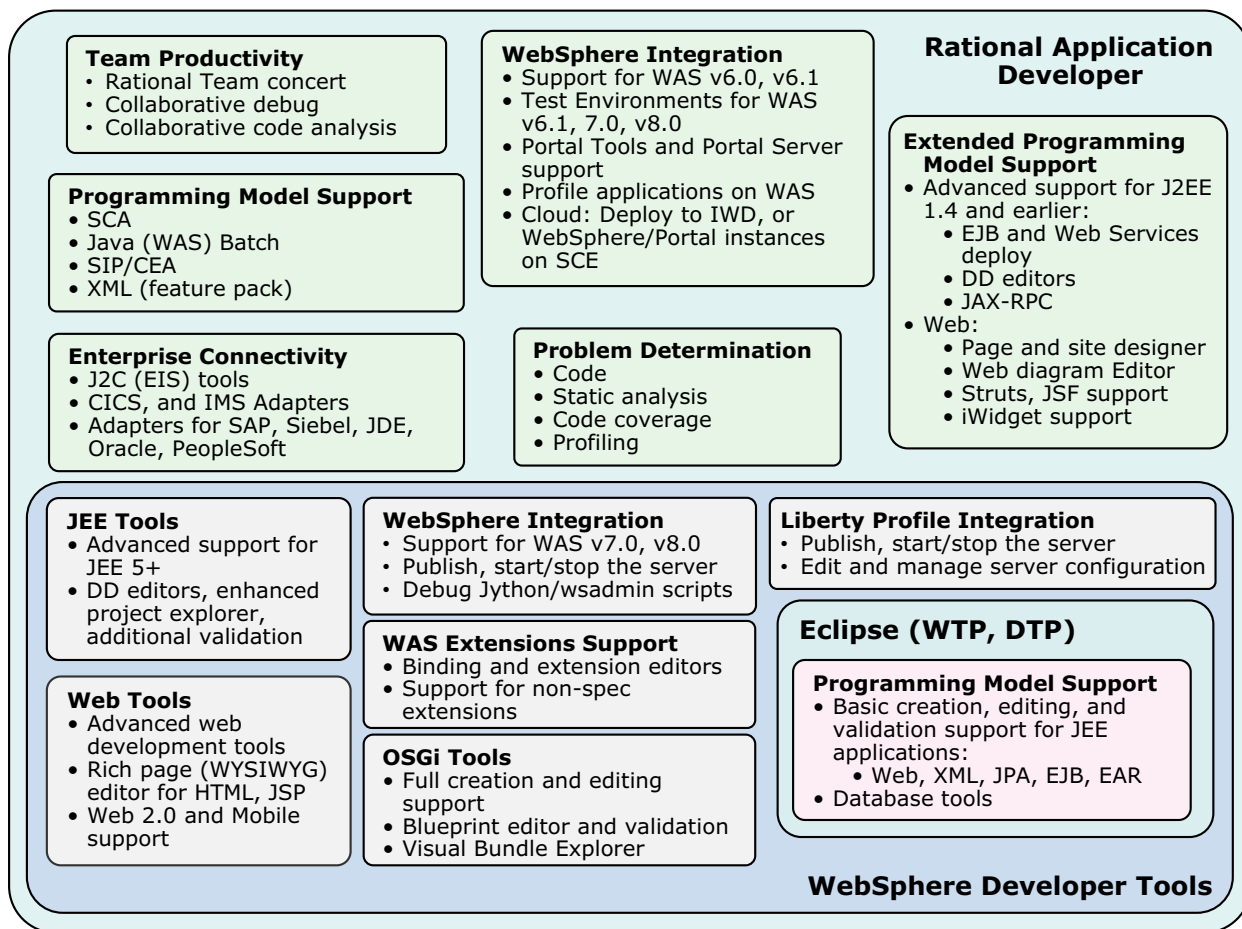 Rational Application
Developer
Team Productivity
• Rational Team concert
• Collaborative debug
• Collaborative code analysis
WebSphere Integration
• Support for WAS v6.0, v6.1
• Test Environments for WAS
v6.1, 7.0, v8.0
• Portal Tools and Portal Server
support
• Profile applications on WAS
• Cloud: Deploy to IWD, or
WebSphere/Portal instances
on SCE
Extended Programming
Model Support
• Advanced support for J2EE
1.4 and earlier:
• EJB and Web Services
deploy
• DD editors
• JAX-RPC
• Web:
• Page and site designer
• Web diagram Editor
• Struts, JSF support
• iWidget support
Programming Model Support
• SCA
• Java (WAS) Batch
• SIP/CEA
• XML (feature pack)
Enterprise Connectivity
• J2C (EIS) tools
• CICS, and IMS Adapters
• Adapters for SAP, Siebel, JDE,
Oracle, PeopleSoft
Problem Determination
• Code
• Static analysis
• Code coverage
• Profiling
JEE Tools
• Advanced support for
JEE 5+
• DD editors, enhanced
project explorer,
additional validation
WebSphere Integration
• Support for WAS v7.0, v8.0
• Publish, start/stop the server
• Debug Jython/wsadmin scripts
Liberty Profile Integration
• Publish, start/stop the server
• Edit and manage server configuration
WAS Extensions Support
• Binding and extension editors
• Support for non-spec
extensions
Eclipse (WTP, DTP)
Programming Model Support
• Basic creation, editing, and
validation support for JEE
applications:
• Web, XML, JPA, EJB, EAR
• Database tools
Web Tools
• Advanced web
development tools
• Rich page (WYSIWYG)
editor for HTML, JSP
• Web 2.0 and Mobile
support
OSGi Tools
• Full creation and editing
support
• Blueprint editor and validation
• Visual Bundle Explorer
WebSphere Developer Tools